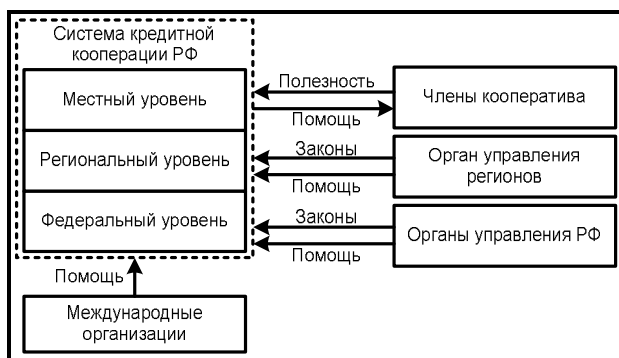 Система кредитной
кооперации РФ
Местный уровень
Региональный уровень
Федеральный уровень
Полезность
Помощь
Члены кооператива
Законы
Помощь
Орган управления
регионов
Законы
Помощь
Органы управления РФ
Помощь
Международные
организации